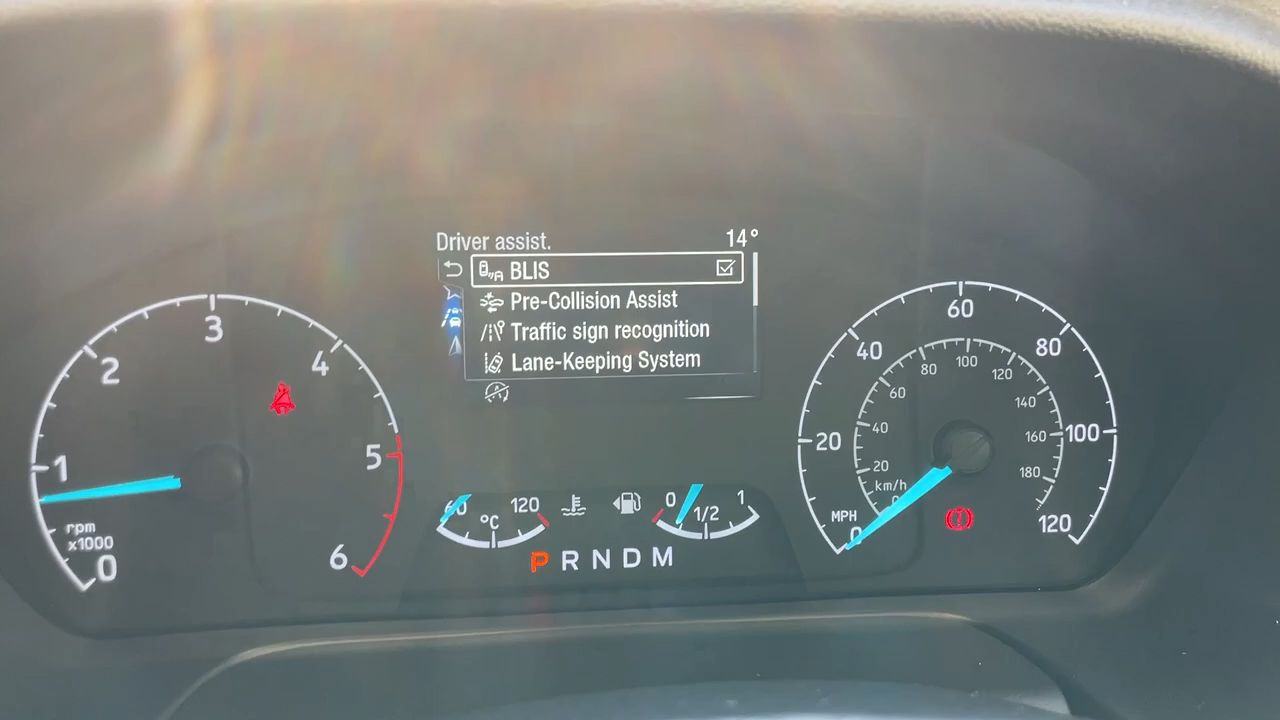 Driver assist. 14°
BLIS
Pre-Collision Assist
Traffic sign recognition
Lane-Keeping System
0 1 2 3 4 5 6
rpm
x1000
60 °C 120
0 1/2 1
P R N D M
0 20 40 60 80 100 120
MPH
0 20 40 60 80 100 120 140 160 180
km/h